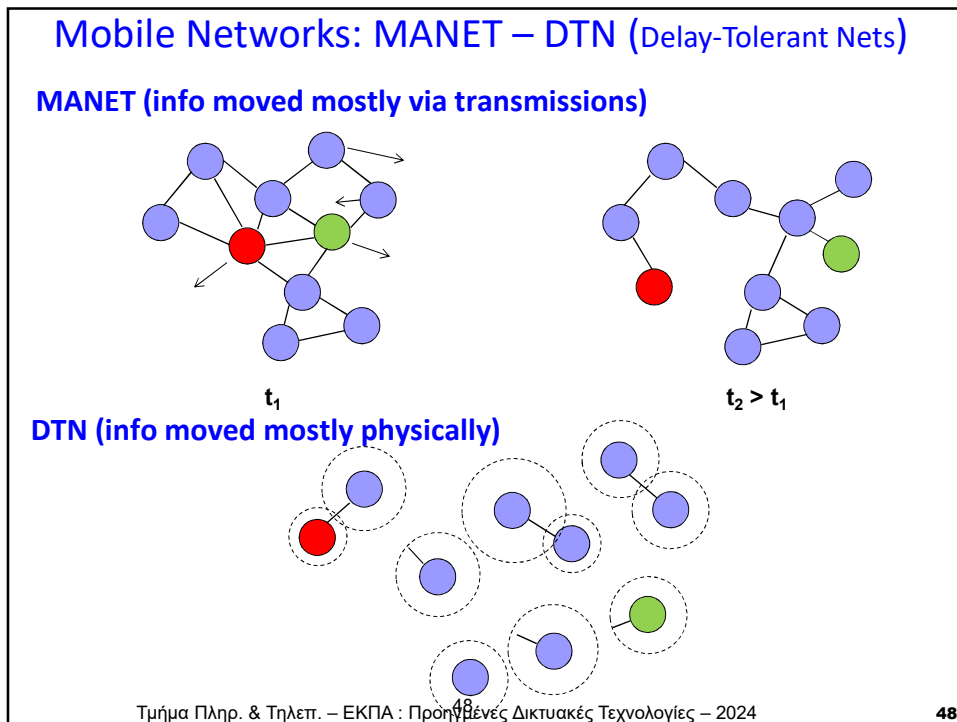 Mobile Networks: MANET – DTN (Delay-Tolerant Nets)
MANET (info moved mostly via transmissions)
t1
t2 > t1
DTN (info moved mostly physically)
48
Τμήμα Πληρ. & Τηλεπ. – ΕΚΠΑ : Προηγμένες Δικτυακές Τεχνολογίες – 2024
48